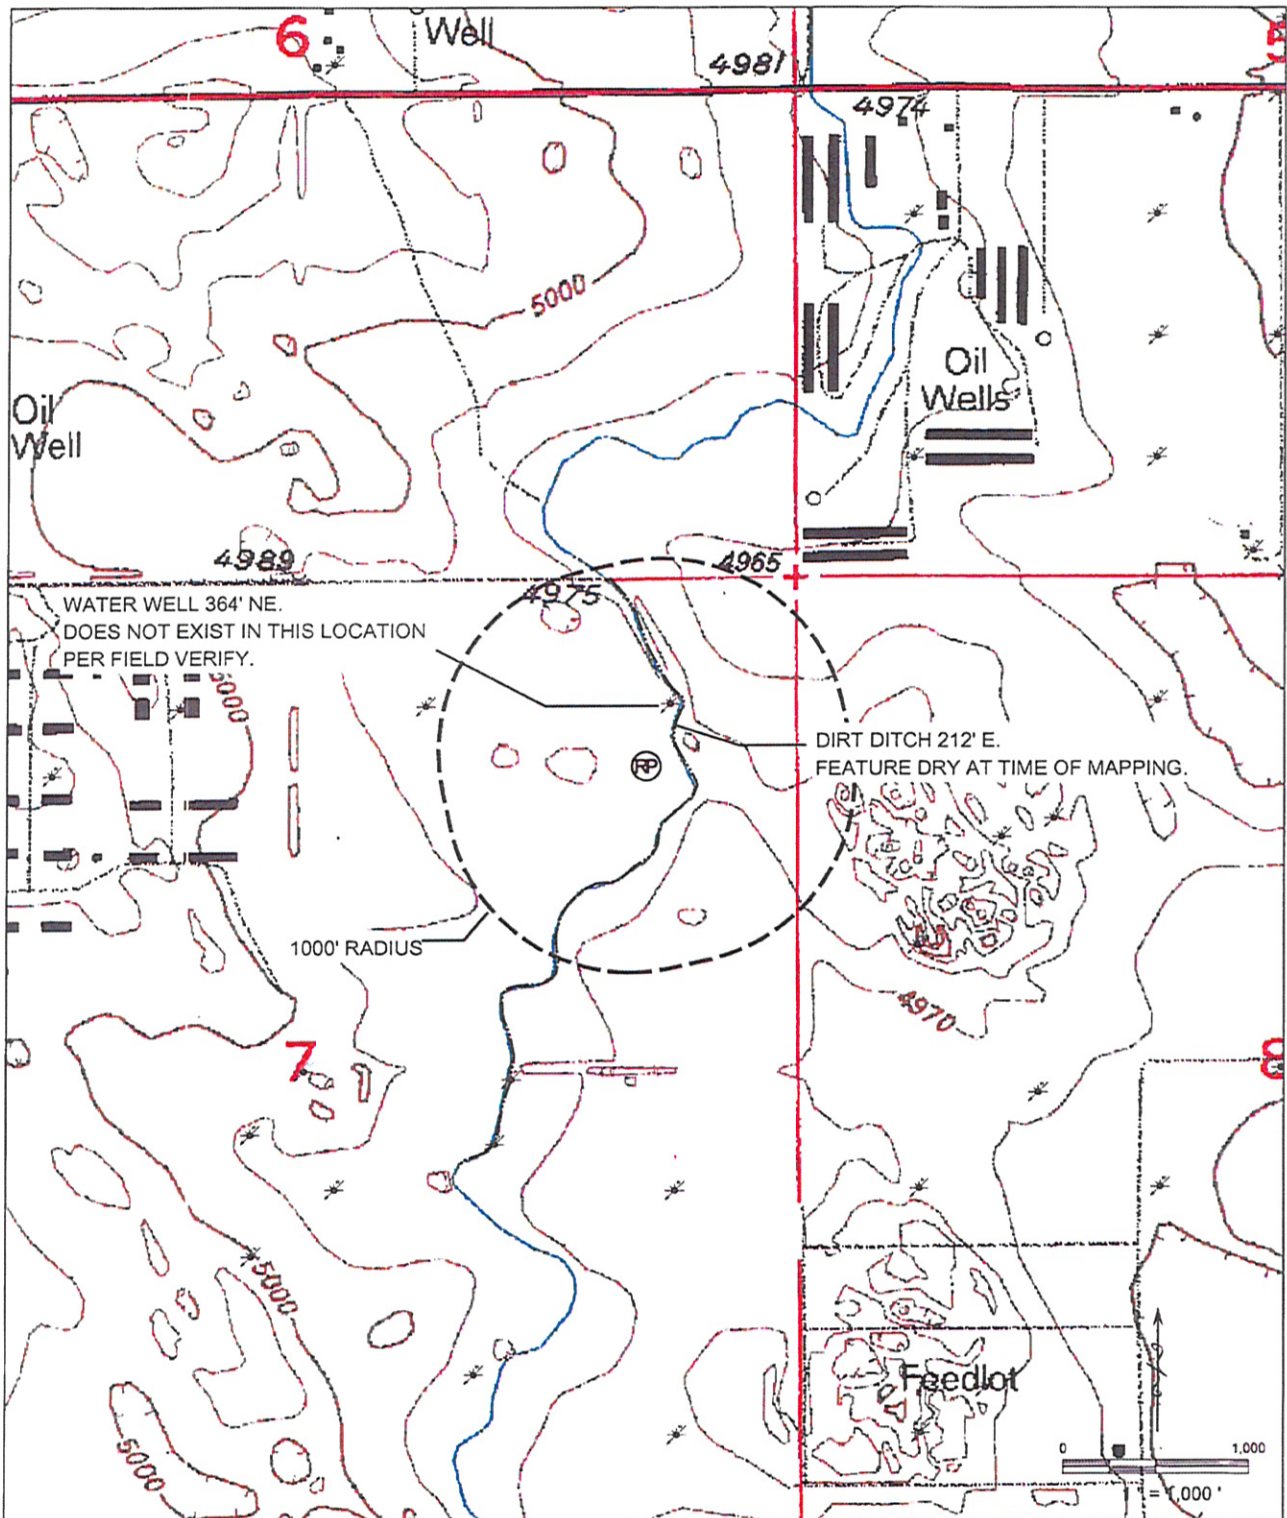 6
Well
4981
5
4974
5000
Oil
Wells
Oil
Well
4989
4965
4975
WATER WELL 364' NE.
DOES NOT EXIST IN THIS LOCATION
PER FIELD VERIFY.
5000
DIRT DITCH 212' E.
FEATURE DRY AT TIME OF MAPPING.
RP
1000' RADIUS
4970
7
8
5000
Feedlot
5000
0 1,000
1" = 1,000 '